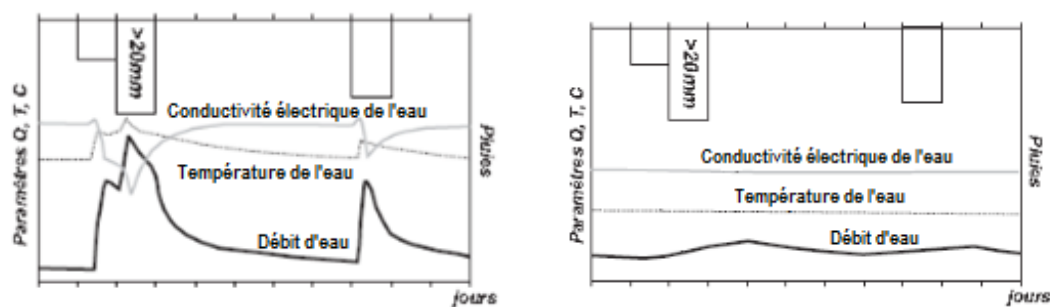 >20mm
Conductivité électrique de l'eau
Température de l'eau
Débit d'eau
Paramètres Q, T, C
Pluies
jours
>20mm
Conductivité électrique de l'eau
Température de l'eau
Débit d'eau
Paramètres Q, T, C
Pluies
jours